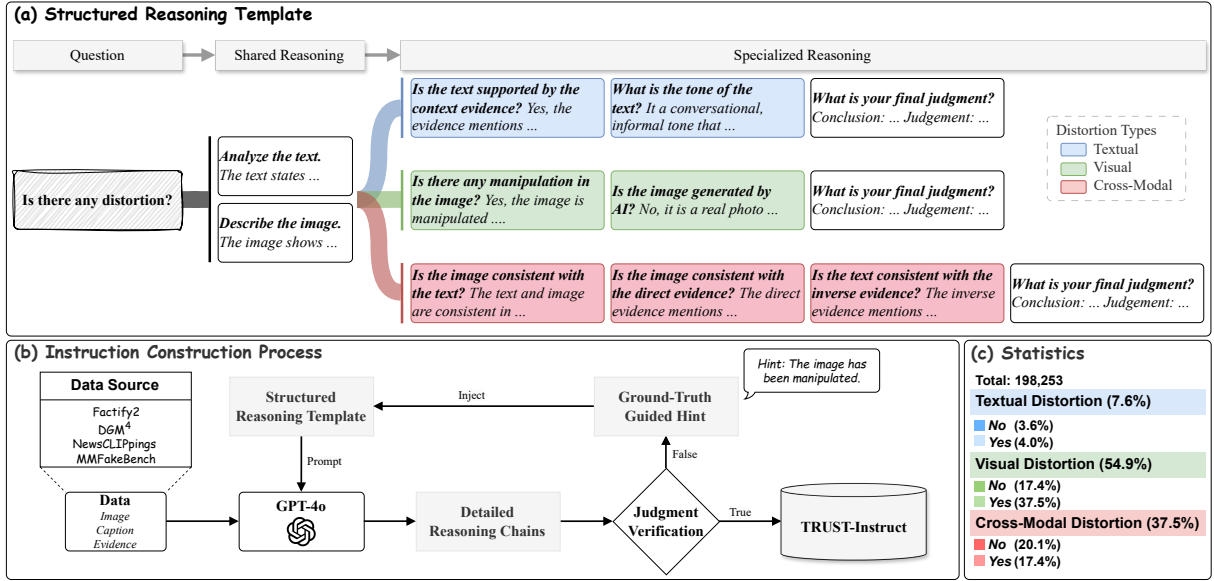 (a) Structured Reasoning Template
Question
Shared Reasoning
Specialized Reasoning
Is there any distortion?
Analyze the text.
The text states ...
Describe the image.
The image shows ...
Is the text supported by the
context evidence? Yes, the
evidence mentions ...
What is the tone of the
text? It a conversational,
informal tone that ...
What is your final judgment?
Conclusion: ... Judgement: ...
Is there any manipulation in
the image? Yes, the image is
manipulated ....
Is the image generated by
AI? No, it is a real photo ...
What is your final judgment?
Conclusion: ... Judgement: ...
Is the image consistent with
the text? The text and image
are consistent in ...
Is the image consistent with
the direct evidence? The direct
evidence mentions ...
Is the text consistent with the
inverse evidence? The inverse
evidence mentions ...
What is your final judgment?
Conclusion: ... Judgement: ...
Distortion Types
Textual
Visual
Cross-Modal
(b) Instruction Construction Process
Data Source
Factify2
DGM⁴
NewsCLIPpings
MMFakeBench
Data
Image
Caption
Evidence
Structured
Reasoning Template
Prompt
GPT-4o
Detailed
Reasoning Chains
Judgment
Verification
False
True
Ground-Truth
Guided Hint
Hint: The image has
been manipulated.
Inject
TRUST-Instruct
(c) Statistics
Total: 198,253
Textual Distortion (7.6%)
No (3.6%)
Yes (4.0%)
Visual Distortion (54.9%)
No (17.4%)
Yes (37.5%)
Cross-Modal Distortion (37.5%)
No (20.1%)
Yes (17.4%)